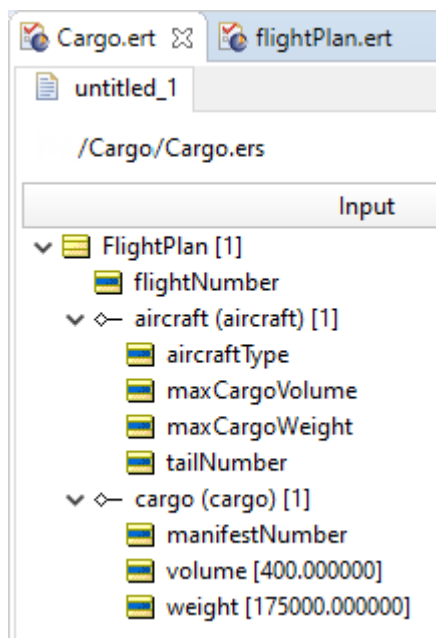 Cargo.ert flightPlan.ert
untitled_1
/Cargo/Cargo.ers
Input
FlightPlan [1]
flightNumber
aircraft (aircraft) [1]
aircraftType
maxCargoVolume
maxCargoWeight
tailNumber
cargo (cargo) [1]
manifestNumber
volume [400.000000]
weight [175000.000000]